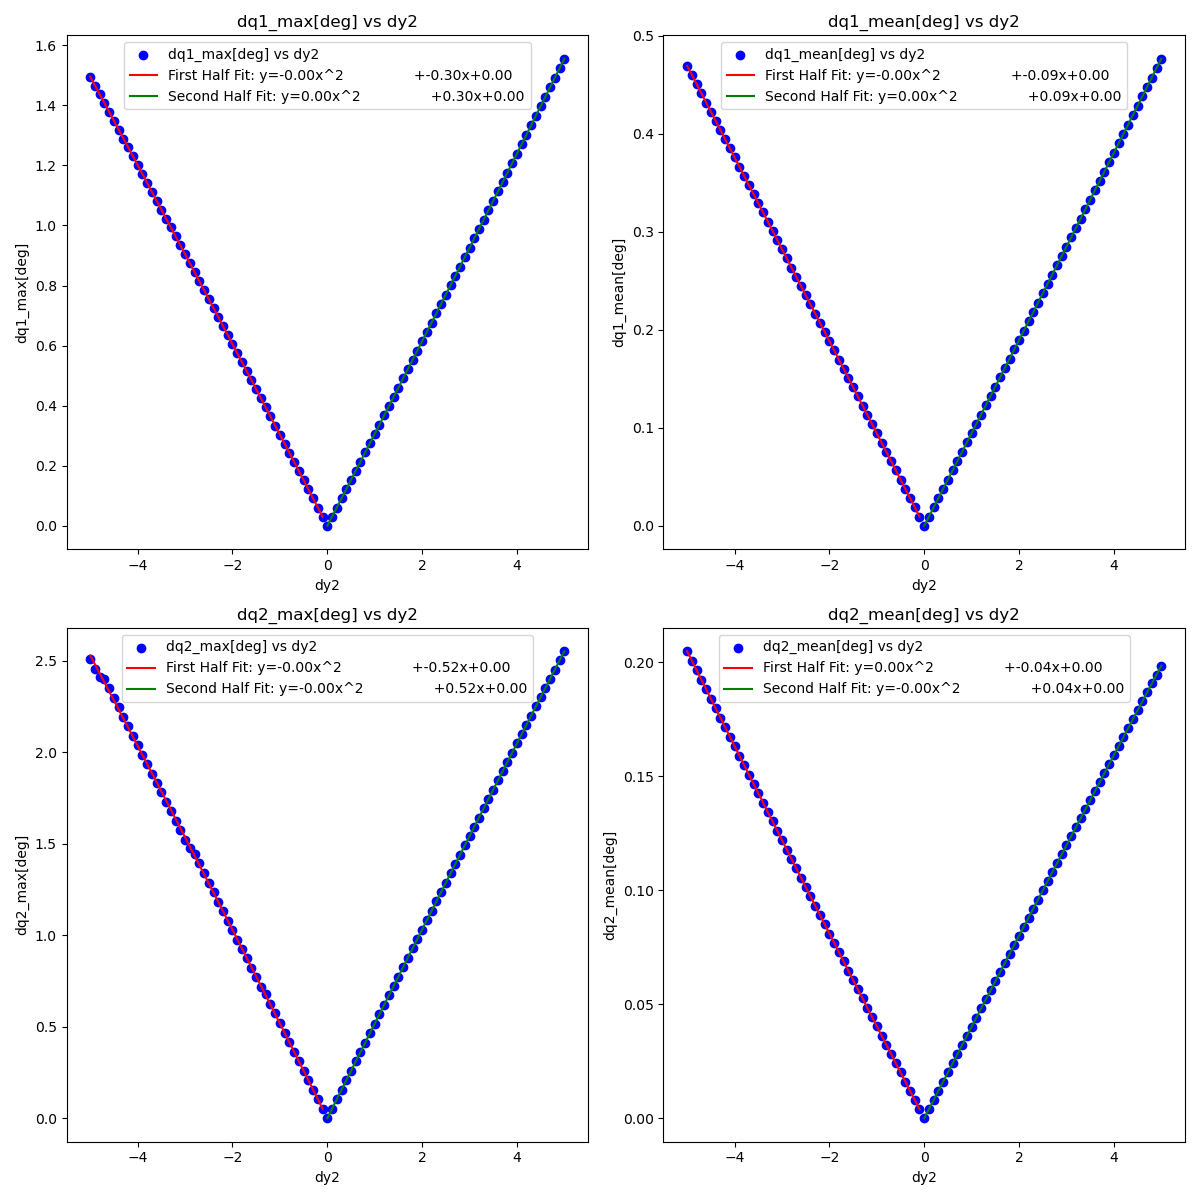 dq1_max[deg] vs dy2
dq1_max[deg] vs dy2
First Half Fit: y=-0.00x^2 +-0.30x+0.00
Second Half Fit: y=0.00x^2 +0.30x+0.00
1.6
1.4
1.2
1.0
0.8
0.6
0.4
0.2
0.0
dq1_max[deg]
−4 −2 0 2 4
dy2
dq1_mean[deg] vs dy2
dq1_mean[deg] vs dy2
First Half Fit: y=-0.00x^2 +-0.09x+0.00
Second Half Fit: y=0.00x^2 +0.09x+0.00
0.5
0.4
0.3
0.2
0.1
0.0
dq1_mean[deg]
−4 −2 0 2 4
dy2
dq2_max[deg] vs dy2
dq2_max[deg] vs dy2
First Half Fit: y=-0.00x^2 +-0.52x+0.00
Second Half Fit: y=-0.00x^2 +0.52x+0.00
2.5
2.0
1.5
1.0
0.5
0.0
dq2_max[deg]
−4 −2 0 2 4
dy2
dq2_mean[deg] vs dy2
dq2_mean[deg] vs dy2
First Half Fit: y=0.00x^2 +-0.04x+0.00
Second Half Fit: y=-0.00x^2 +0.04x+0.00
0.20
0.15
0.10
0.05
0.00
dq2_mean[deg]
−4 −2 0 2 4
dy2